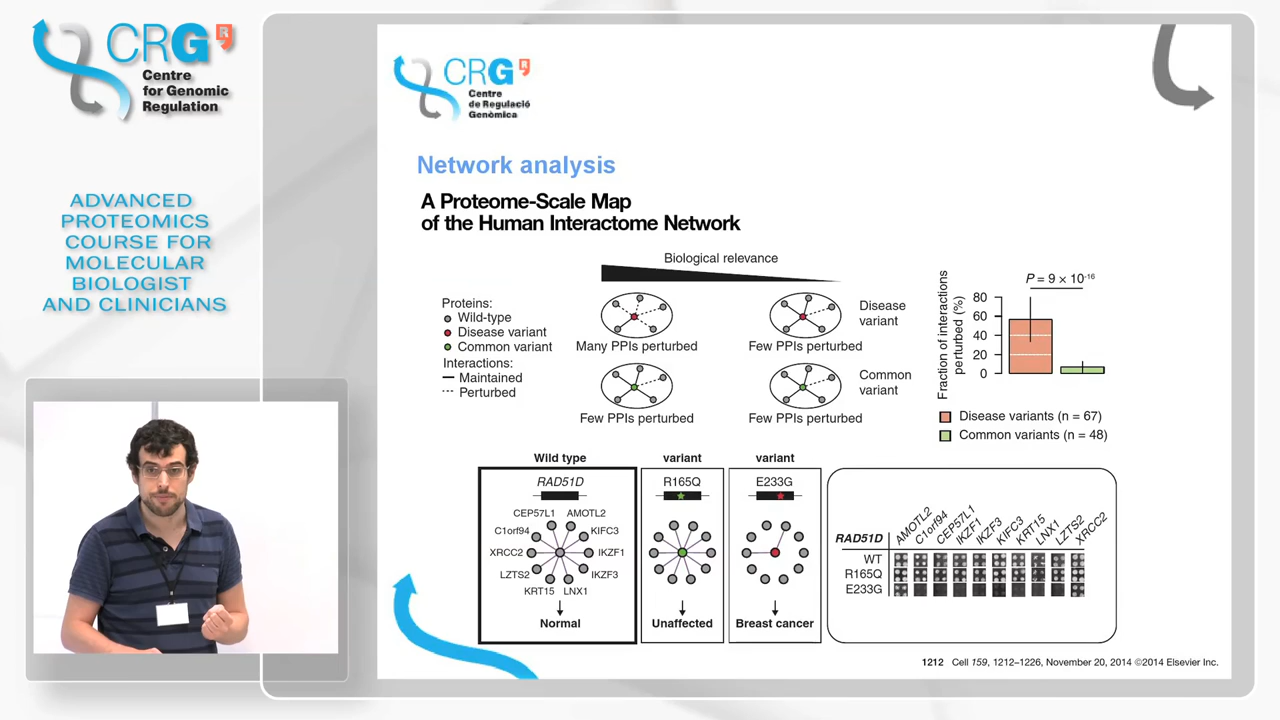 CRG
Centre
for Genomic
Regulation
ADVANCED
PROTEOMICS
COURSE FOR
MOLECULAR
BIOLOGIST
AND CLINICIANS
CRG
Centre
de Regulació
Genòmica
Network analysis
A Proteome-Scale Map
of the Human Interactome Network
Biological relevance
Proteins:
Wild-type
Disease variant
Common variant
Interactions:
Maintained
Perturbed
Many PPIs perturbed
Few PPIs perturbed
Disease
variant
Few PPIs perturbed
Few PPIs perturbed
Common
variant
Fraction of interactions
perturbed (%)
P = 9 × 10-16
80
60
40
20
0
Disease variants (n = 67)
Common variants (n = 48)
Wild type
RAD51D
CEP57L1 AMOTL2
C1orf94 KIFC3
XRCC2 IKZF1
LZTS2 IKZF3
KRT15 LNX1
Normal
variant
R165Q
Unaffected
variant
E233G
Breast cancer
RAD51D
AMOTL2
C1orf94
CEP57L1
IKZF1
IKZF3
KIFC3
KRT15
LNX1
LZTS2
XRCC2
WT
R165Q
E233G
1212 Cell 159, 1212–1226, November 20, 2014 ©2014 Elsevier Inc.